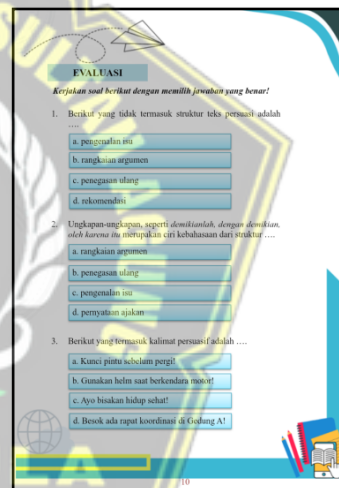 EVALUASI
Kerjakan soal berikut dengan memilih jawaban yang benar!
1. Berikut yang tidak termasuk struktur teks persuasi adalah
....
a. pengenalan isu
b. rangkaian argumen
c. penegasan ulang
d. rekomendasi
2. Ungkapan-ungkapan, seperti demikianlah, dengan demikian,
oleh karena itu merupakan ciri kebahasaan dari struktur ....
a. rangkaian argumen
b. penegasan ulang
c. pengenalan isu
d. pernyataan ajakan
3. Berikut yang termasuk kalimat persuasif adalah ....
a. Kunci pintu sebelum pergi!
b. Gunakan helm saat berkendara motor!
c. Ayo bisakan hidup sehat!
d. Besok ada rapat koordinasi di Gedung A!
10